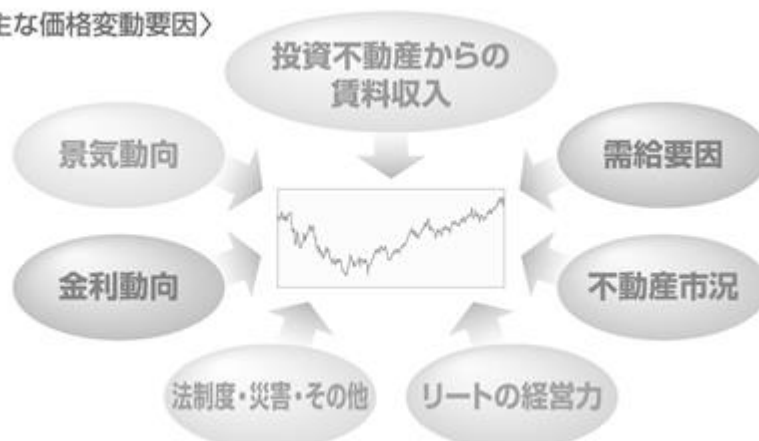 主な価格変動要因〉
投資不動産からの
賃料収入
景気動向
需給要因
金利動向
不動産市況
法制度・災害・その他
リートの経営力